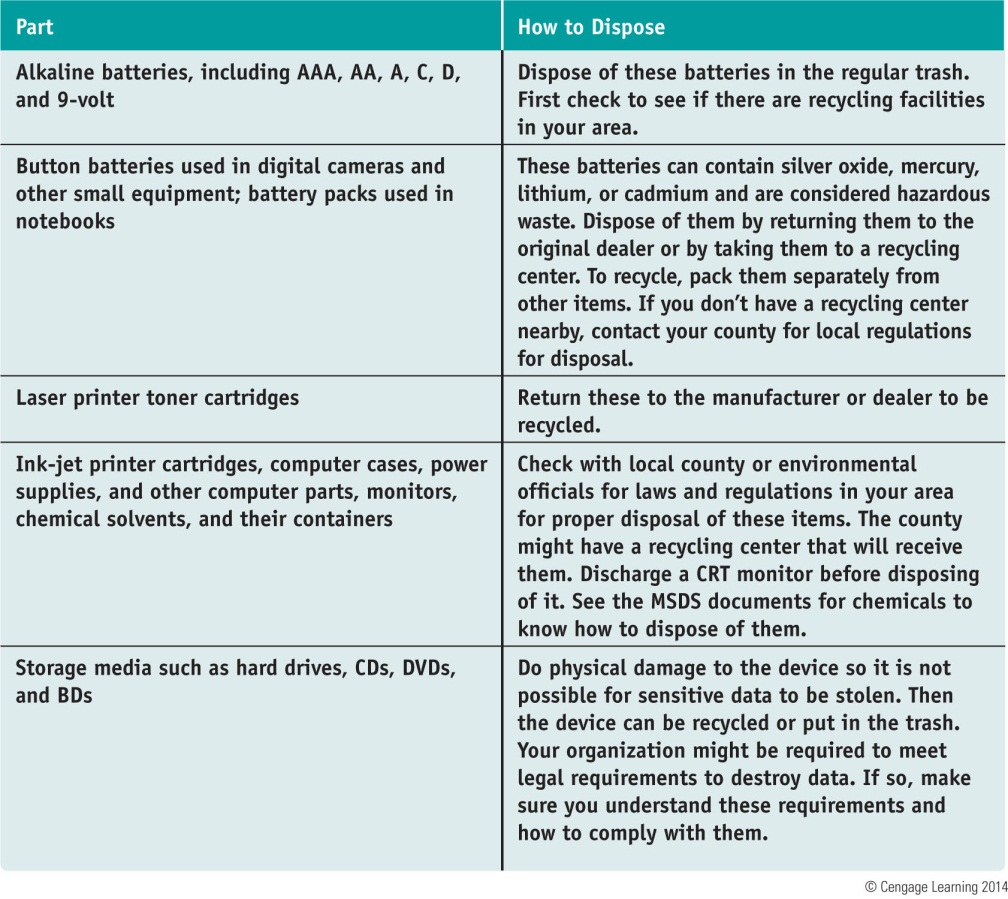 Part
How to Dispose
Alkaline batteries, including AAA, AA, A, C, D,
and 9-volt
Dispose of these batteries in the regular trash.
First check to see if there are recycling facilities
in your area.
Button batteries used in digital cameras and
other small equipment; battery packs used in
notebooks
These batteries can contain silver oxide, mercury,
lithium, or cadmium and are considered hazardous
waste. Dispose of them by returning them to the
original dealer or by taking them to a recycling
center. To recycle, pack them separately from
other items. If you don’t have a recycling center
nearby, contact your county for local regulations
for disposal.
Laser printer toner cartridges
Return these to the manufacturer or dealer to be
recycled.
Ink-jet printer cartridges, computer cases, power
supplies, and other computer parts, monitors,
chemical solvents, and their containers
Check with local county or environmental
officials for laws and regulations in your area
for proper disposal of these items. The county
might have a recycling center that will receive
them. Discharge a CRT monitor before disposing
of it. See the MSDS documents for chemicals to
know how to dispose of them.
Storage media such as hard drives, CDs, DVDs,
and BDs
Do physical damage to the device so it is not
possible for sensitive data to be stolen. Then
the device can be recycled or put in the trash.
Your organization might be required to meet
legal requirements to destroy data. If so, make
sure you understand these requirements and
how to comply with them.
© Cengage Learning 2014